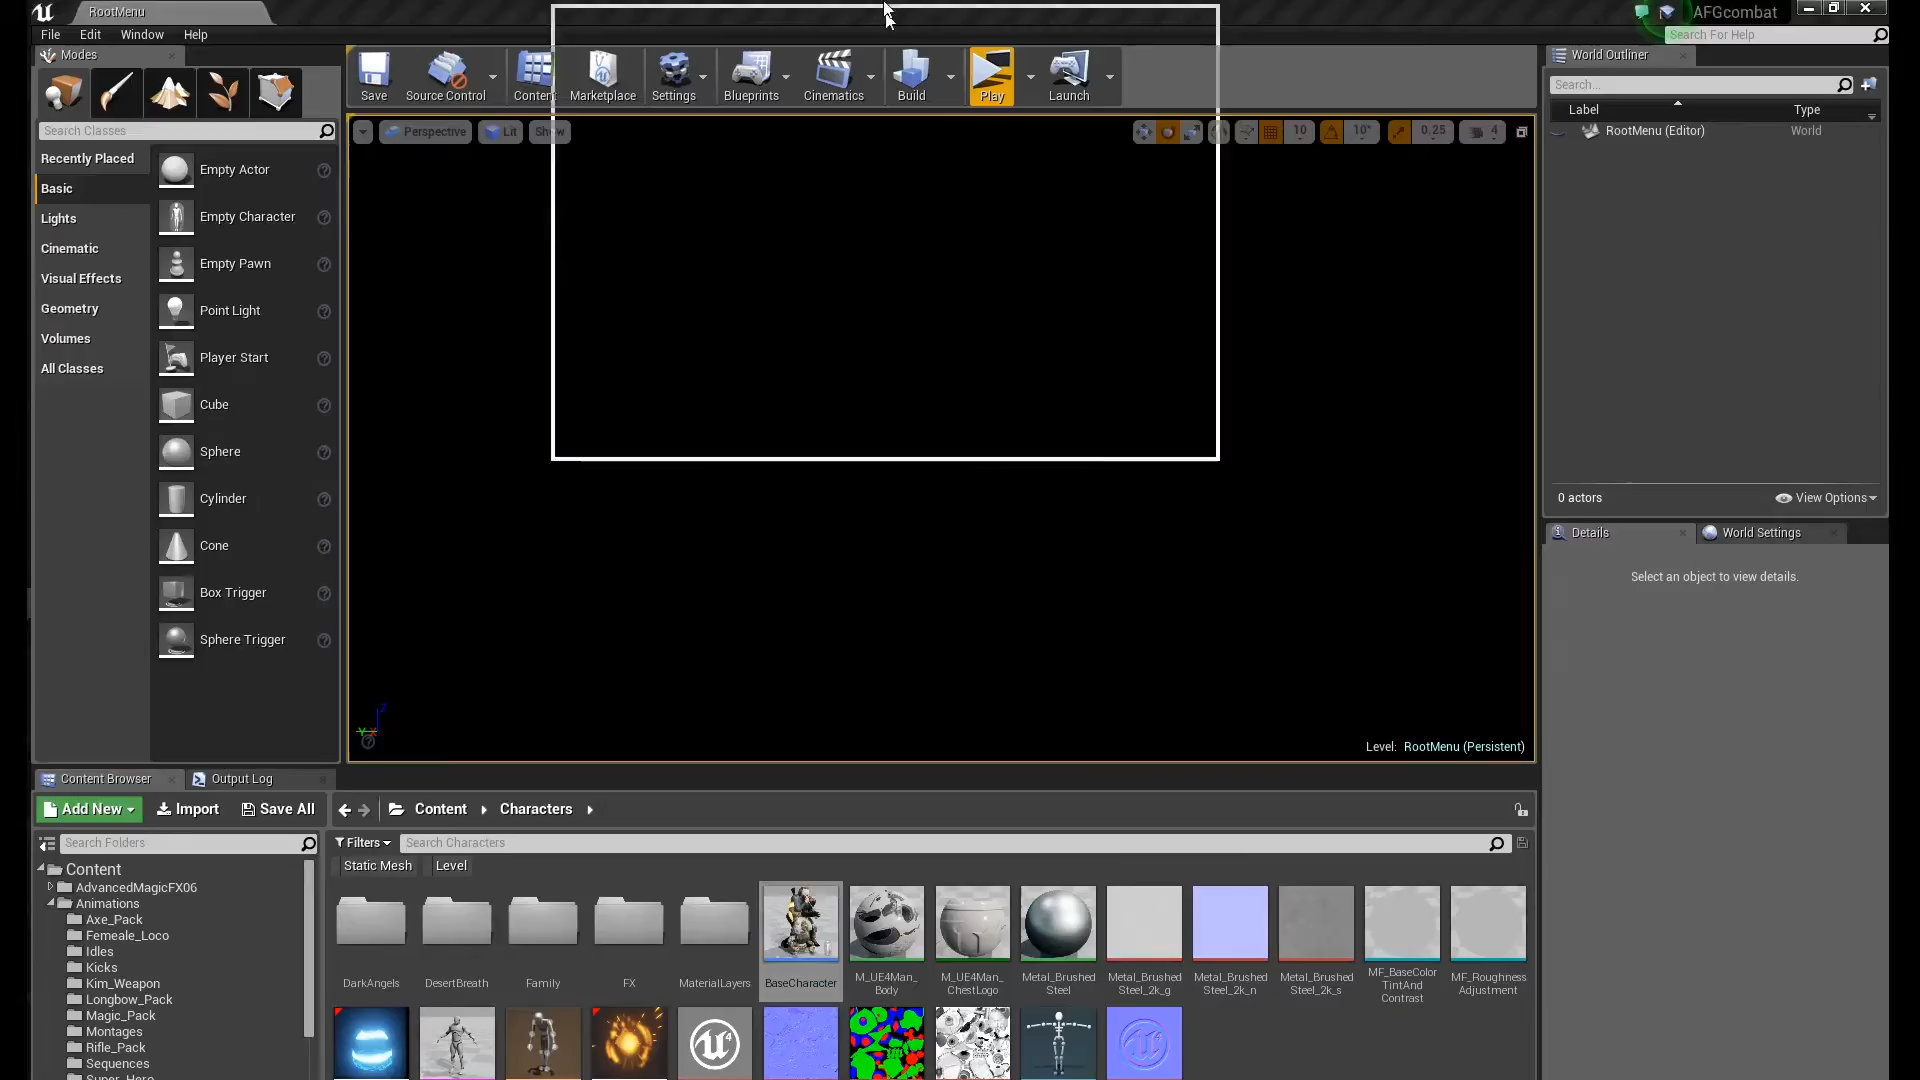 RootMenu
AFGcombat
File Edit Window Help
Search For Help
Modes
Save
Source Control
Content
Marketplace
Settings
Blueprints
Cinematics
Build
Play
Launch
World Outliner
Search...
Label Type
RootMenu (Editor) World
Search Classes
Perspective Lit Show
10 10° 0.25 4
Recently Placed
Basic
Lights
Cinematic
Visual Effects
Geometry
Volumes
All Classes
Empty Actor
Empty Character
Empty Pawn
Point Light
Player Start
Cube
Sphere
Cylinder
Cone
Box Trigger
Sphere Trigger
0 actors
View Options
Details
World Settings
Select an object to view details.
Level: RootMenu (Persistent)
Content Browser
Output Log
Add New
Import
Save All
Content
Characters
Search Folders
Filters
Search Characters
Static Mesh
Level
Content
AdvancedMagicFX06
Animations
Axe_Pack
Femeale_Loco
Idles
Kicks
Kim_Weapon
Longbow_Pack
Magic_Pack
Montages
Rifle_Pack
Sequences
Super_Hero
DarkAngels
DesertBreath
Family
FX
MaterialLayers
BaseCharacter
M_UE4Man_
Body
M_UE4Man_
ChestLogo
Metal_Brushed
Steel
Metal_Brushed
Steel_2k_g
Metal_Brushed
Steel_2k_n
Metal_Brushed
Steel_2k_s
MF_BaseColor
TintAnd
Contrast
MF_Roughness
Adjustment